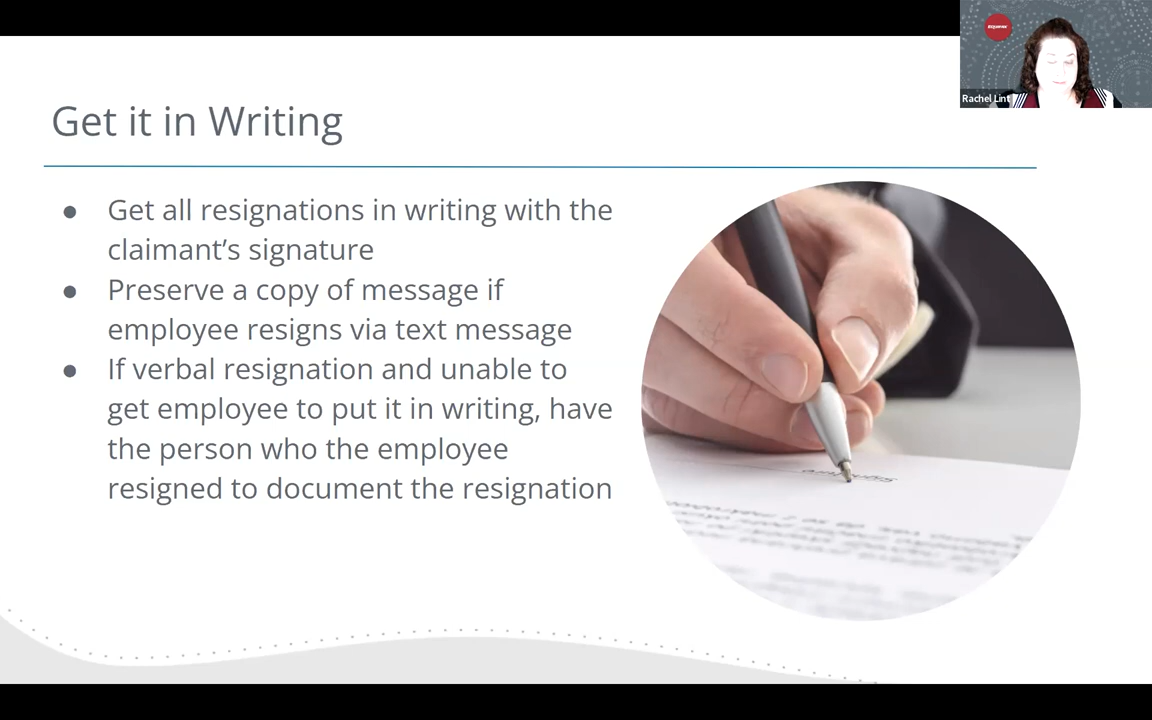 Get it in Writing
● Get all resignations in writing with the
claimant's signature
● Preserve a copy of message if
employee resigns via text message
● If verbal resignation and unable to
get employee to put it in writing, have
the person who the employee
resigned to document the resignation
Rachel Lint